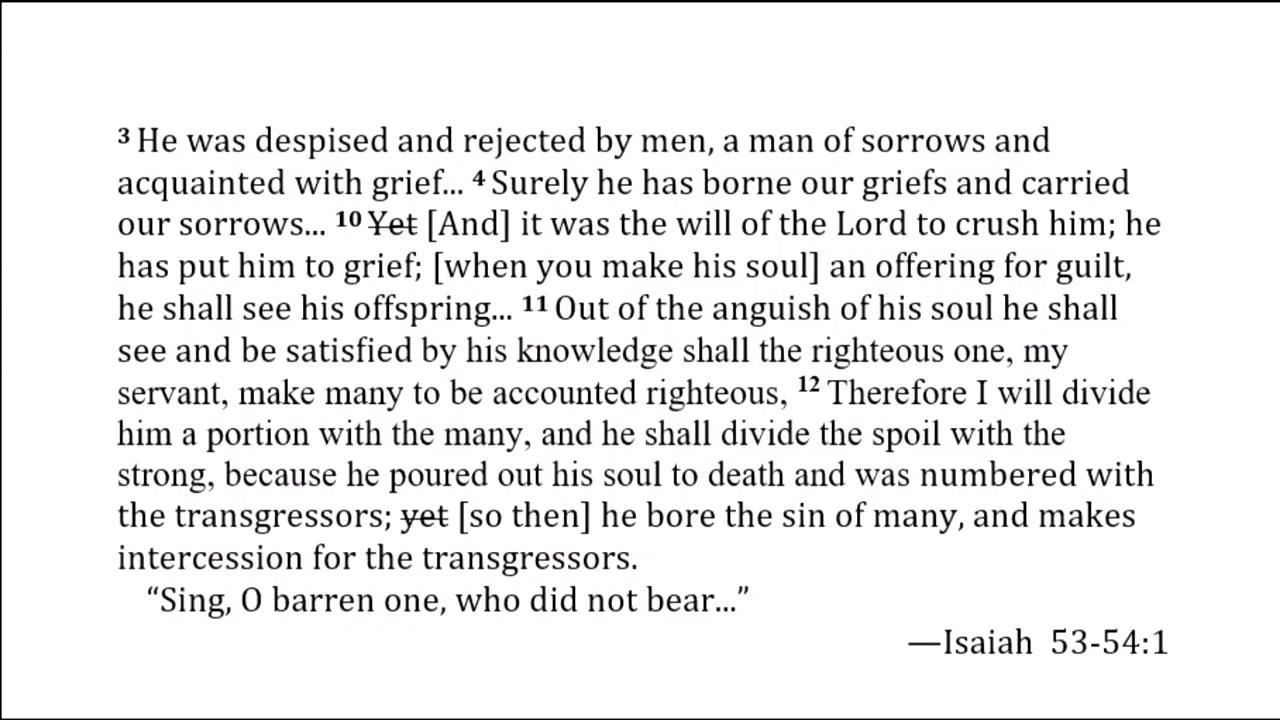 ³ He was despised and rejected by men, a man of sorrows and
acquainted with grief... ⁴ Surely he has borne our griefs and carried
our sorrows... ¹⁰ Yet [And] it was the will of the Lord to crush him; he
has put him to grief; [when you make his soul] an offering for guilt,
he shall see his offspring... ¹¹ Out of the anguish of his soul he shall
see and be satisfied by his knowledge shall the righteous one, my
servant, make many to be accounted righteous, ¹² Therefore I will divide
him a portion with the many, and he shall divide the spoil with the
strong, because he poured out his soul to death and was numbered with
the transgressors; yet [so then] he bore the sin of many, and makes
intercession for the transgressors.
“Sing, O barren one, who did not bear...”
—Isaiah 53-54:1